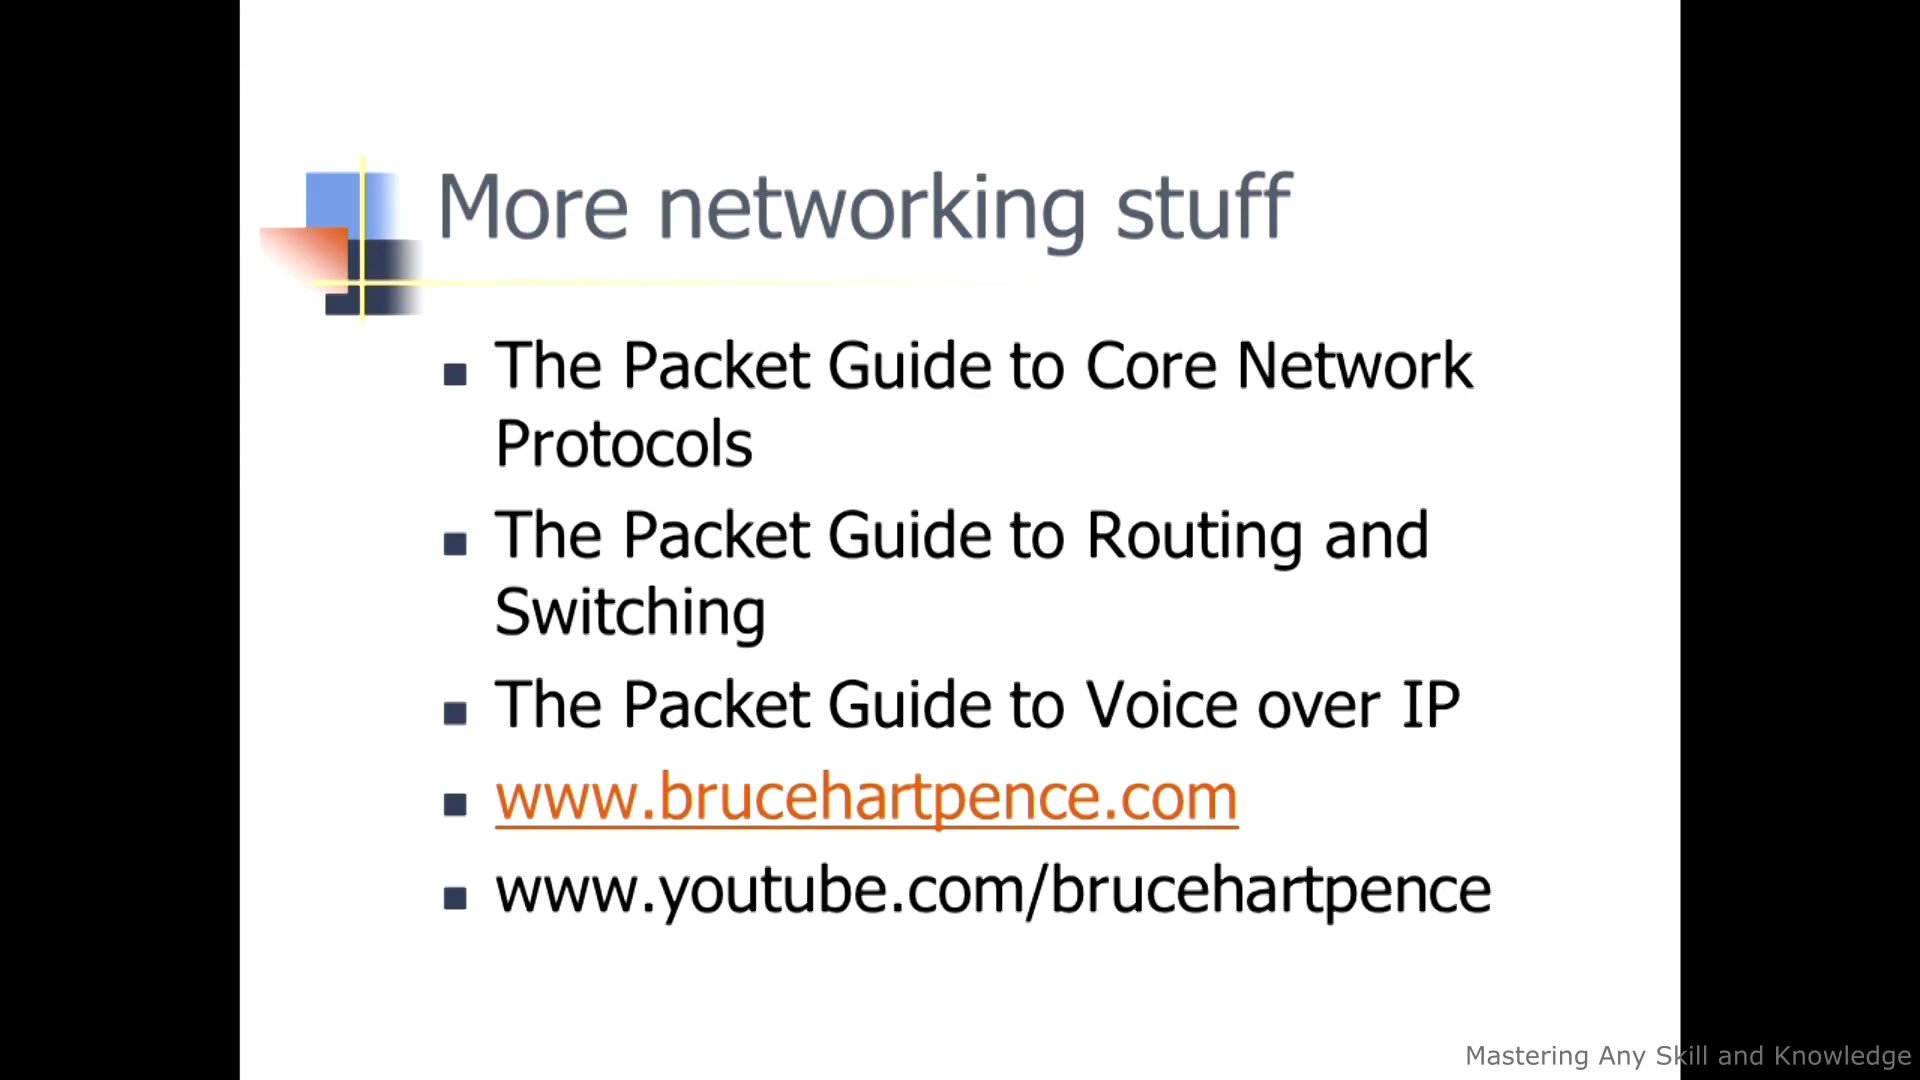 More networking stuff
The Packet Guide to Core Network
Protocols
The Packet Guide to Routing and
Switching
The Packet Guide to Voice over IP
www.brucehartpence.com
www.youtube.com/brucehartpence
Mastering Any Skill and Knowledge